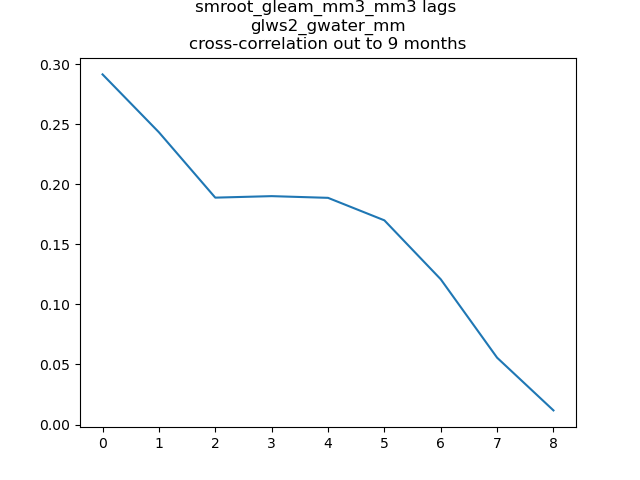 smroot_gleam_mm3_mm3 lags
glws2_gwater_mm
cross-correlation out to 9 months
0.30
0.25
0.20
0.15
0.10
0.05
0.00
0 1 2 3 4 5 6 7 8